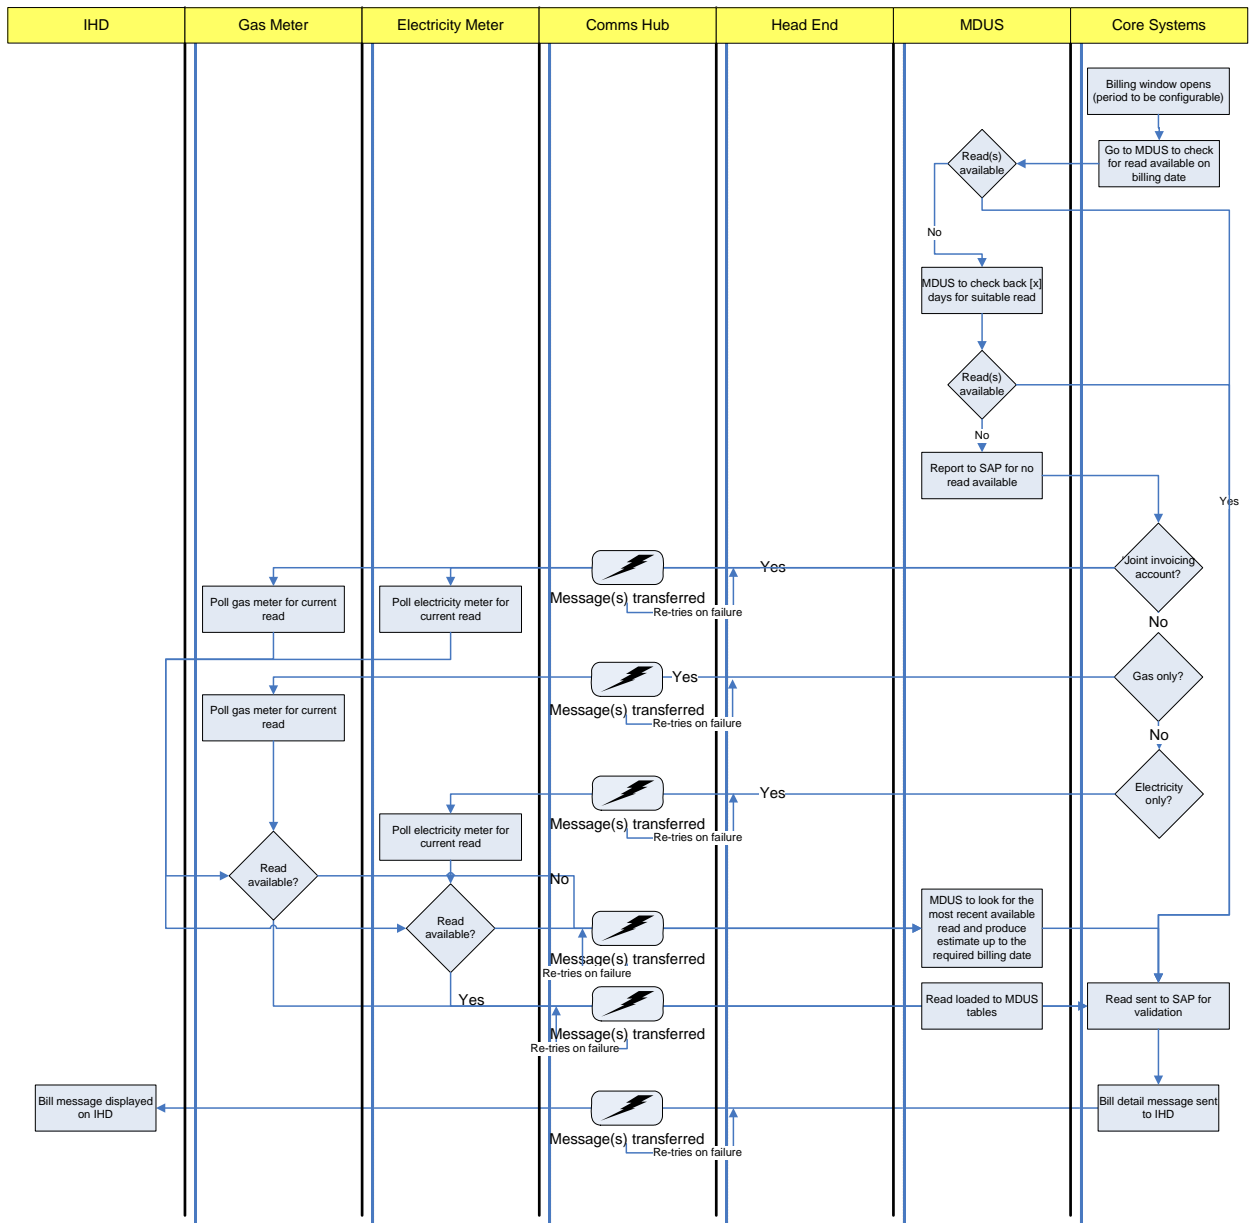 IHD
Gas Meter
Electricity Meter
Comms Hub
Head End
MDUS
Core Systems
Billing window opens
(period to be configurable)
Go to MDUS to check
for read available on
billing date
Read(s)
available
No
MDUS to check back [x]
days for suitable read
Read(s)
available
No
Report to SAP for no
read available
Yes
Joint invoicing
account?
Yes
Message(s) transferred
Re-tries on failure
Poll gas meter for current
read
Poll electricity meter for
current read
No
Gas only?
Yes
Message(s) transferred
Re-tries on failure
Poll gas meter for current
read
No
Electricity
only?
Yes
Message(s) transferred
Re-tries on failure
Poll electricity meter for
current read
Read
available?
No
Read
available?
Message(s) transferred
Re-tries on failure
MDUS to look for the
most recent available
read and produce
estimate up to the
required billing date
Yes
Message(s) transferred
Re-tries on failure
Read loaded to MDUS
tables
Read sent to SAP for
validation
Bill message displayed
on IHD
Message(s) transferred
Re-tries on failure
Bill detail message sent
to IHD